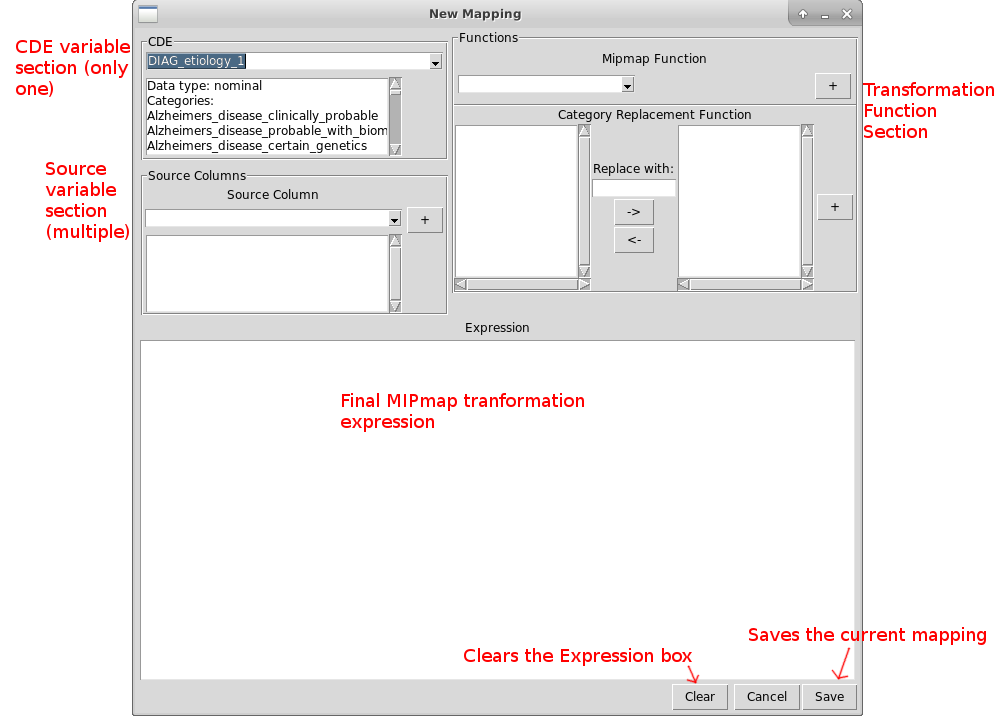 New Mapping
CDE variable
section (only
one)
CDE
DIAG_etiology_1
Data type: nominal
Categories:
Alzheimers_disease_clinically_probable
Alzheimers_disease_probable_with_biom
Alzheimers_disease_certain_genetics
Functions
Mipmap Function
+
Transformation
Function
Section
Category Replacement Function
Replace with:
->
<-
+
Source
variable
section
(multiple)
Source Columns
Source Column
+
Expression
Final MIPmap tranformation
expression
Saves the current mapping
Clears the Expression box
Clear
Cancel
Save